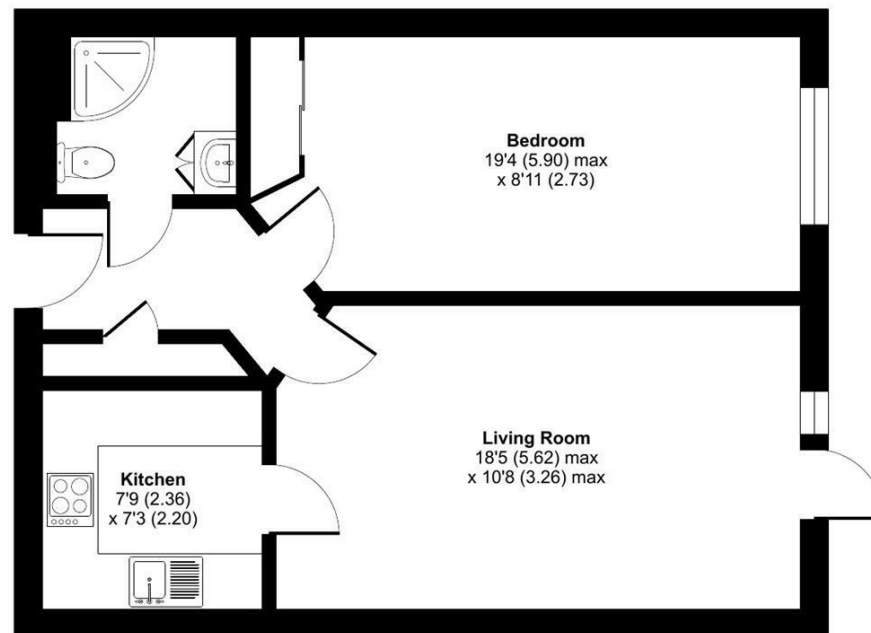 Bedroom
19'4 (5.90) max
x 8'11 (2.73)
Living Room
18'5 (5.62) max
x 10'8 (3.26) max
Kitchen
7'9 (2.36)
x 7'3 (2.20)